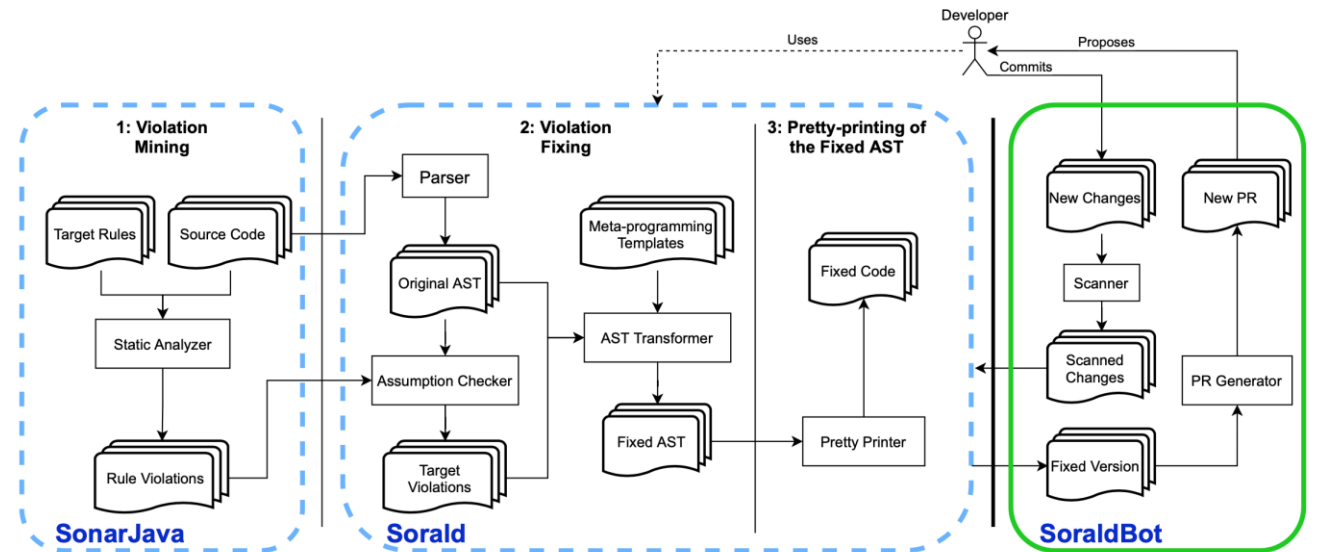 Developer
Uses
Proposes
Commits
1: Violation
Mining
2: Violation
Fixing
3: Pretty-printing of
the Fixed AST
Parser
Target Rules
Source Code
Meta-programming
Templates
New Changes
New PR
Original AST
Fixed Code
Scanner
Static Analyzer
AST Transformer
Assumption Checker
Scanned
Changes
PR Generator
Rule Violations
Target
Violations
Fixed AST
Pretty Printer
Fixed Version
SonarJava
Sorald
SoraldBot